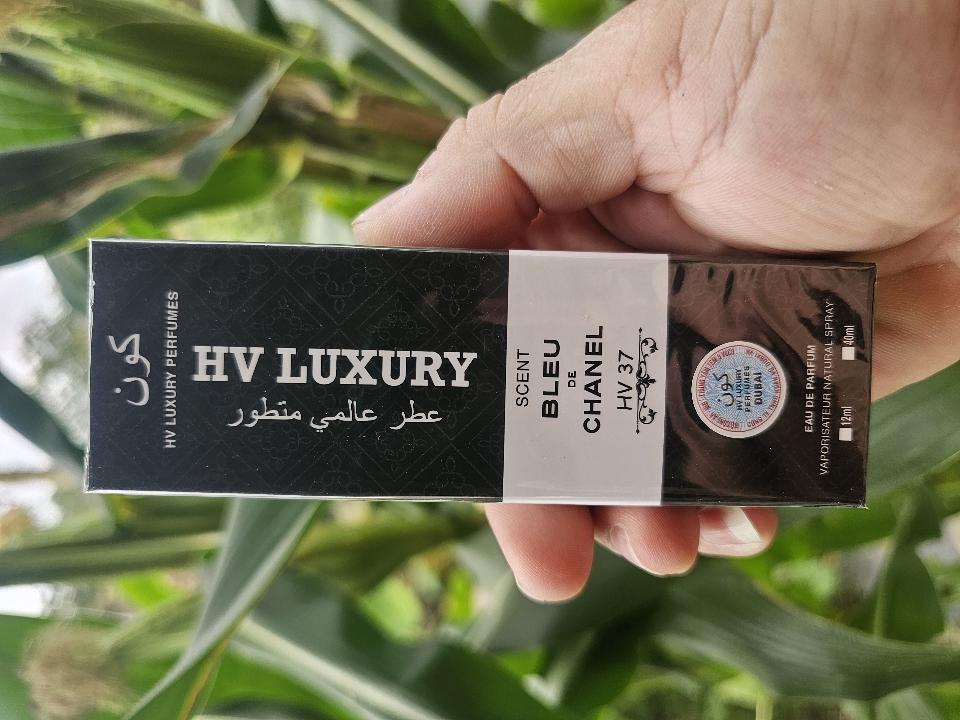 كون
HV LUXURY PERFUMES
HV LUXURY
عطر عالمي متطور
SCENT
BLEU
DE
CHANEL
HV 37
كون
HV LUXURY
PERFUMES
DUBAI
EAU DE PARFUM
VAPORISATEUR NATURAL SPRAY
12ml 40ml